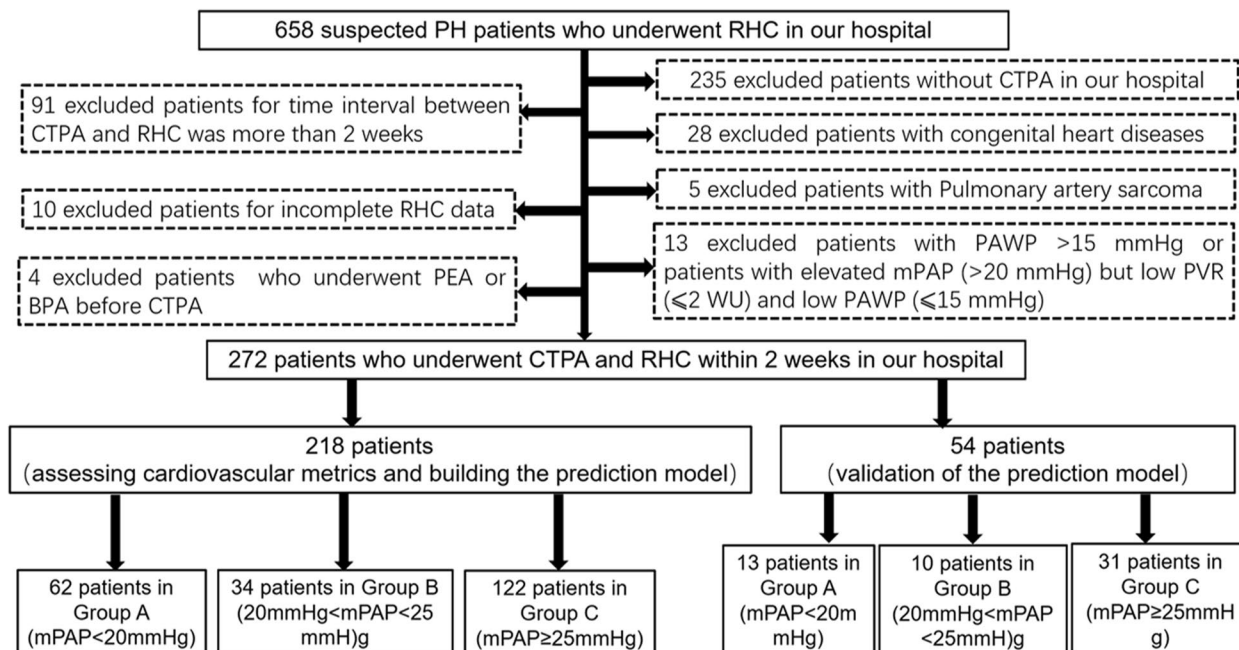 658 suspected PH patients who underwent RHC in our hospital
235 excluded patients without CTPA in our hospital
91 excluded patients for time interval between
CTPA and RHC was more than 2 weeks
28 excluded patients with congenital heart diseases
5 excluded patients with Pulmonary artery sarcoma
10 excluded patients for incomplete RHC data
13 excluded patients with PAWP >15 mmHg or
patients with elevated mPAP (>20 mmHg) but low PVR
(⩽2 WU) and low PAWP (⩽15 mmHg)
4 excluded patients who underwent PEA or
BPA before CTPA
272 patients who underwent CTPA and RHC within 2 weeks in our hospital
218 patients
(assessing cardiovascular metrics and building the prediction model)
54 patients
(validation of the prediction model)
62 patients in
Group A
(mPAP<20mmHg)
34 patients in Group B
(20mmHg<mPAP<25
mmH)g
122 patients in
Group C
(mPAP≥25mmHg)
13 patients in
Group A
(mPAP<20m
mHg)
10 patients in
Group B
(20mmHg<mPAP
<25mmH)g
31 patients in
Group C
(mPAP≥25mmH
g)